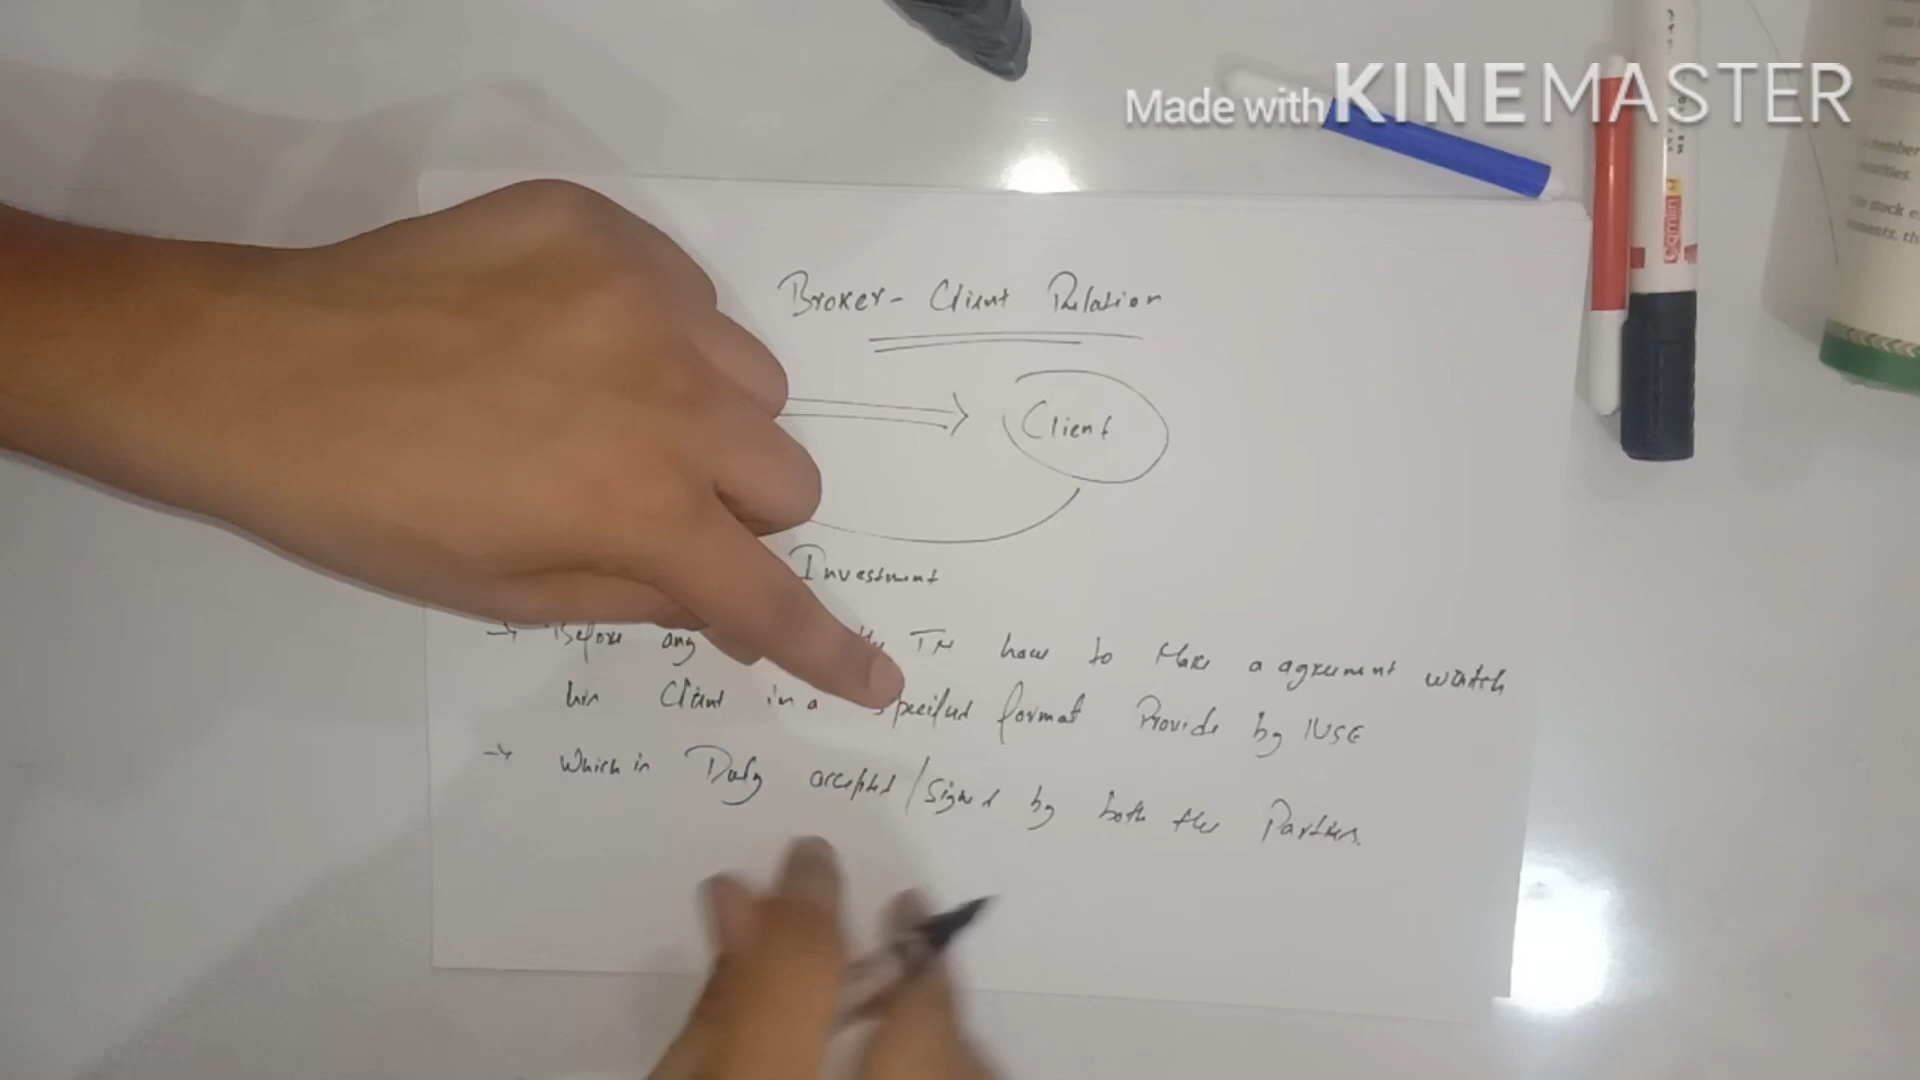 Made with KINEMASTER
Camlin
Broker - Client Relation
Client
Investment
→ Before any the TM how to Make a agreement
his Client in a specified format Provide by NSE
→ Which is Duly accepted / Signed by both the Parties.